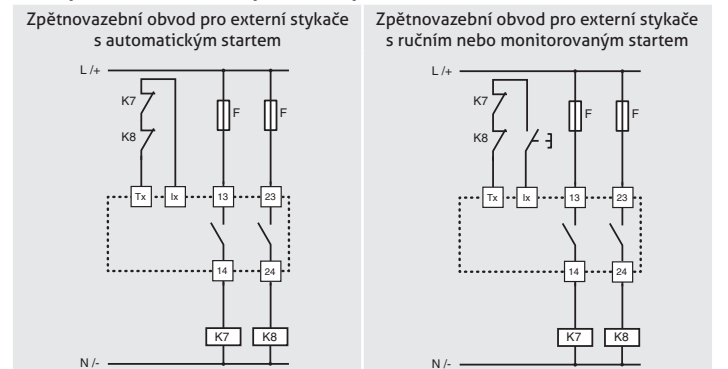 Zpětnovazební obvod pro externí stykače
s automatickým startem
L /+
K7
K8
F
F
Tx
Ix
13
23
14
24
K7
K8
N /-
Zpětnovazební obvod pro externí stykače
s ručním nebo monitorovaným startem
L /+
K7
K8
F
F
Tx
Ix
13
23
14
24
K7
K8
N /-